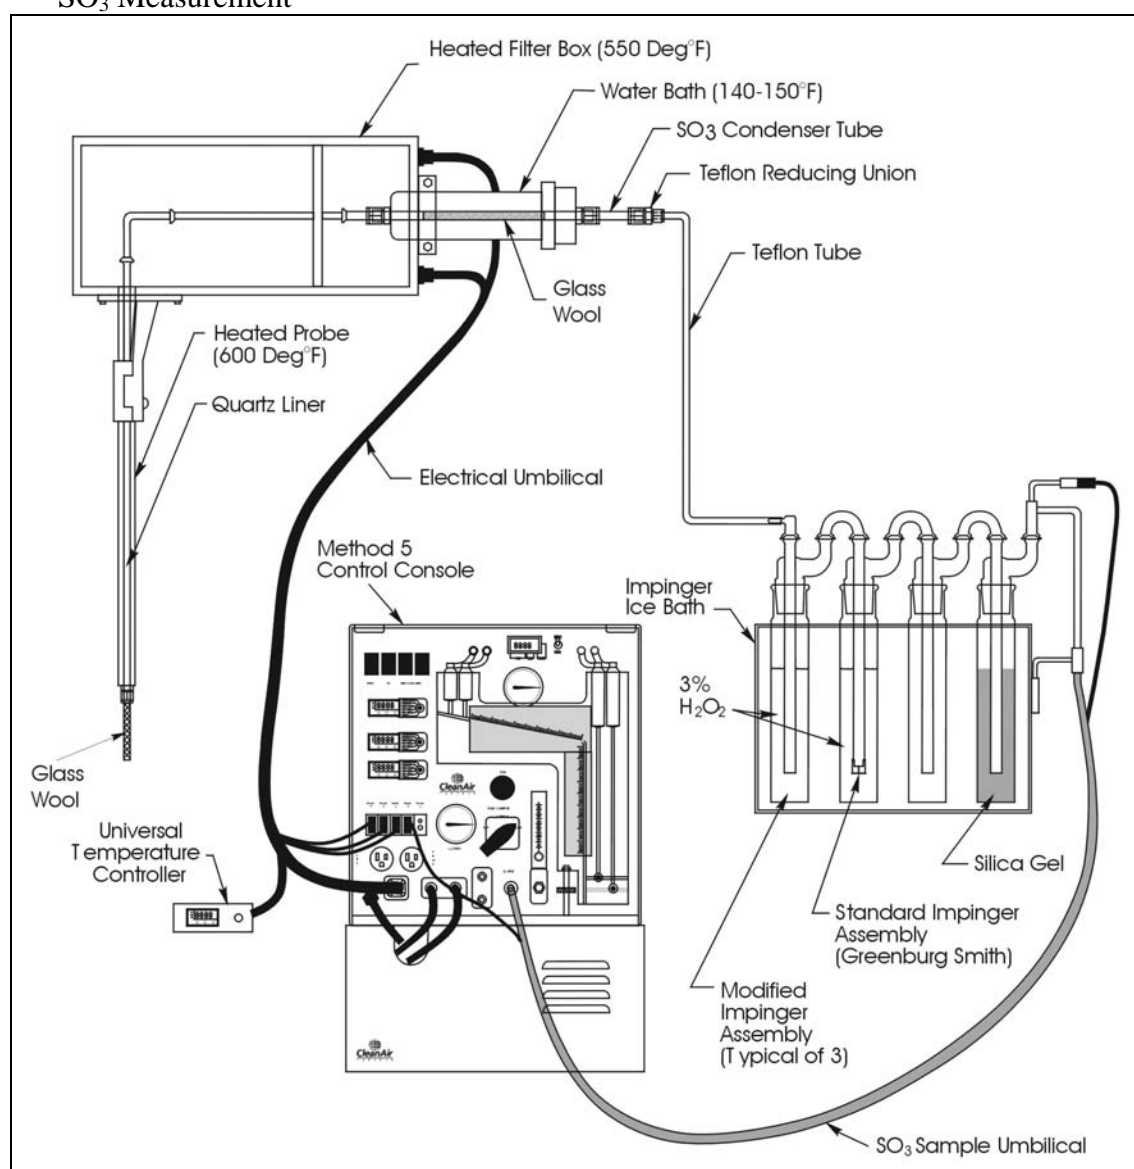 SO₃ Measurement
Heated Filter Box (550 Deg°F)
Water Bath (140-150°F)
SO₃ Condenser Tube
Teflon Reducing Union
Teflon Tube
Glass
Wool
Heated Probe
(600 Deg°F)
Quartz Liner
Electrical Umbilical
Method 5
Control Console
Impinger
Ice Bath
3%
H₂O₂
Glass
Wool
Universal
Temperature
Controller
CleanAir
Silica Gel
Standard Impinger
Assembly
(Greenburg Smith)
Modified
Impinger
Assembly
(Typical of 3)
CleanAir
SO₃ Sample Umbilical